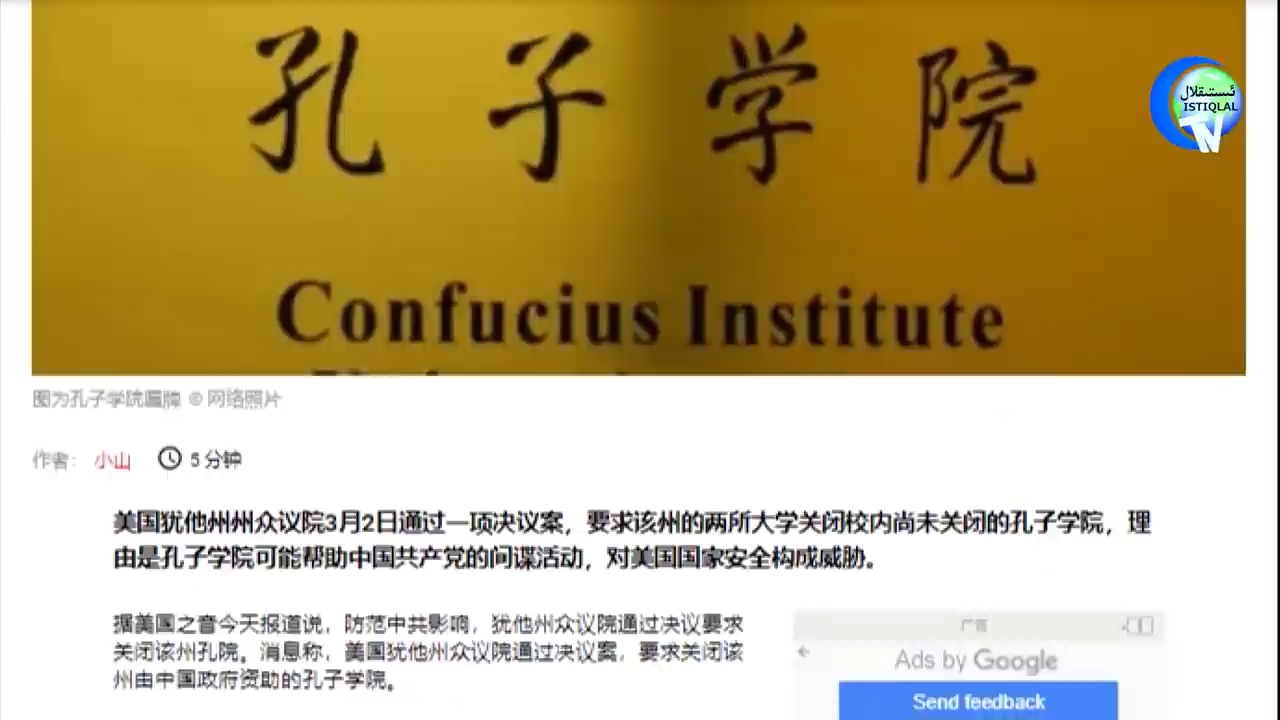 孔子学院
ئىستىقلال
ISTIQLAL
TV
Confucius Institute
图为孔子学院匾牌 © 网络照片
作者： 小山 5 分钟
美国犹他州州众议院3月2日通过一项决议案，要求该州的两所大学关闭校内尚未关闭的孔子学院，理
由是孔子学院可能帮助中国共产党的间谍活动，对美国国家安全构成威胁。
据美国之音今天报道说，防范中共影响，犹他州众议院通过决议要求
关闭该州孔院。消息称，美国犹他州众议院通过决议案，要求关闭该
州由中国政府资助的孔子学院。
广告
Ads by Google
Send feedback